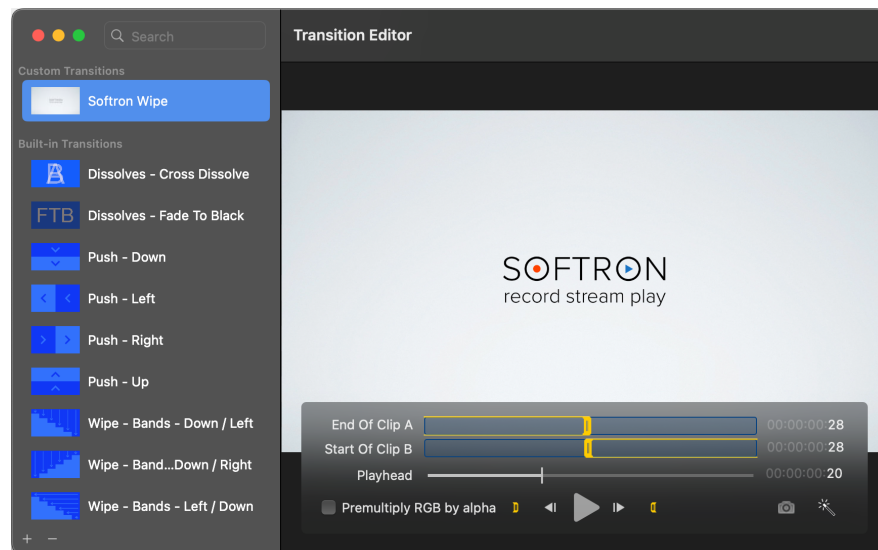 Search
Transition Editor
Custom Transitions
Softron Wipe
Built-in Transitions
B
Dissolves - Cross Dissolve
FTB
Dissolves - Fade To Black
Push - Down
Push - Left
Push - Right
Push - Up
Wipe - Bands - Down / Left
Wipe - Band...Down / Right
Wipe - Bands - Left / Down
+ −
SOFTRON
record stream play
End Of Clip A 00:00:00:28
Start Of Clip B 00:00:00:28
Playhead 00:00:00:20
Premultiply RGB by alpha